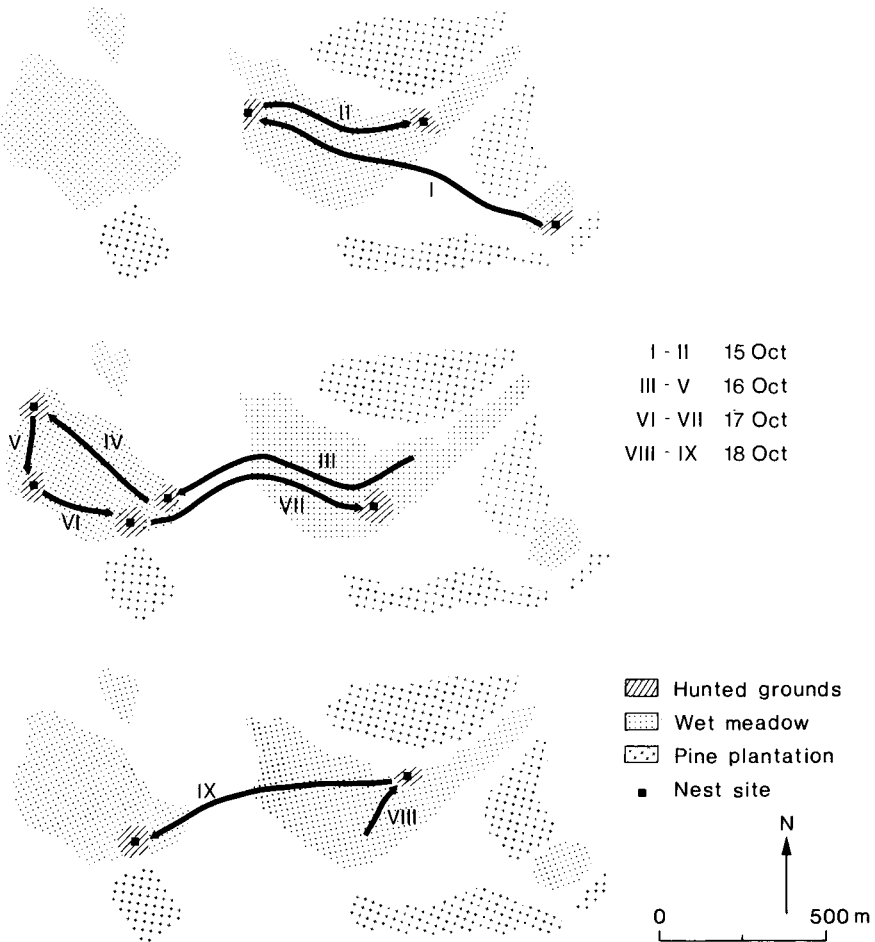 II
I
I - II 15 Oct
III - V 16 Oct
VI - VII 17 Oct
VIII - IX 18 Oct
V
IV
III
VI
VII
Hunted grounds
Wet meadow
Pine plantation
Nest site
IX
VIII
N
0 500 m